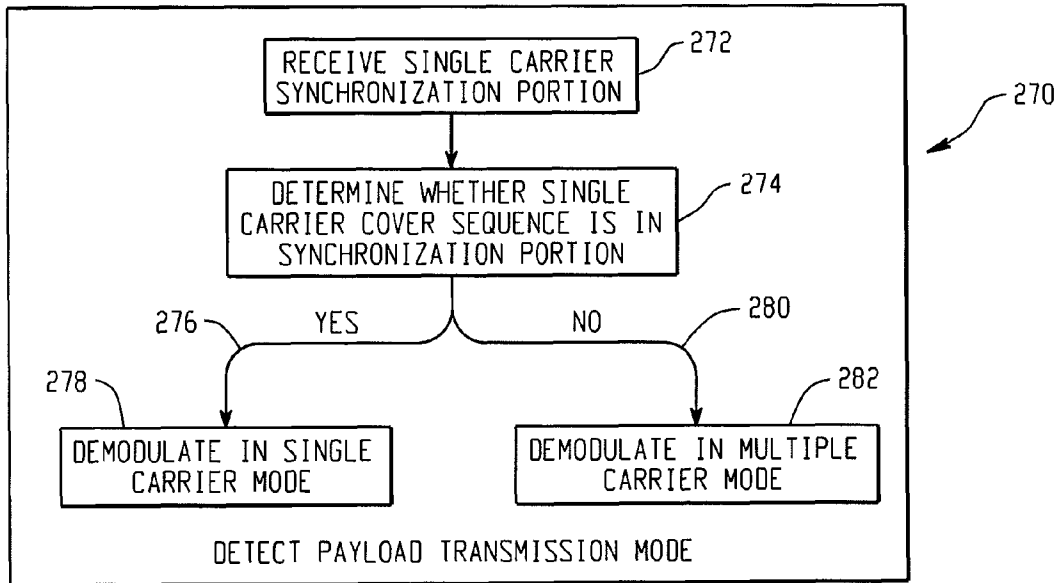 RECEIVE SINGLE CARRIER
SYNCHRONIZATION PORTION
272
270
DETERMINE WHETHER SINGLE
CARRIER COVER SEQUENCE IS IN
SYNCHRONIZATION PORTION
274
276
YES
NO
280
278
282
DEMODULATE IN SINGLE
CARRIER MODE
DEMODULATE IN MULTIPLE
CARRIER MODE
DETECT PAYLOAD TRANSMISSION MODE